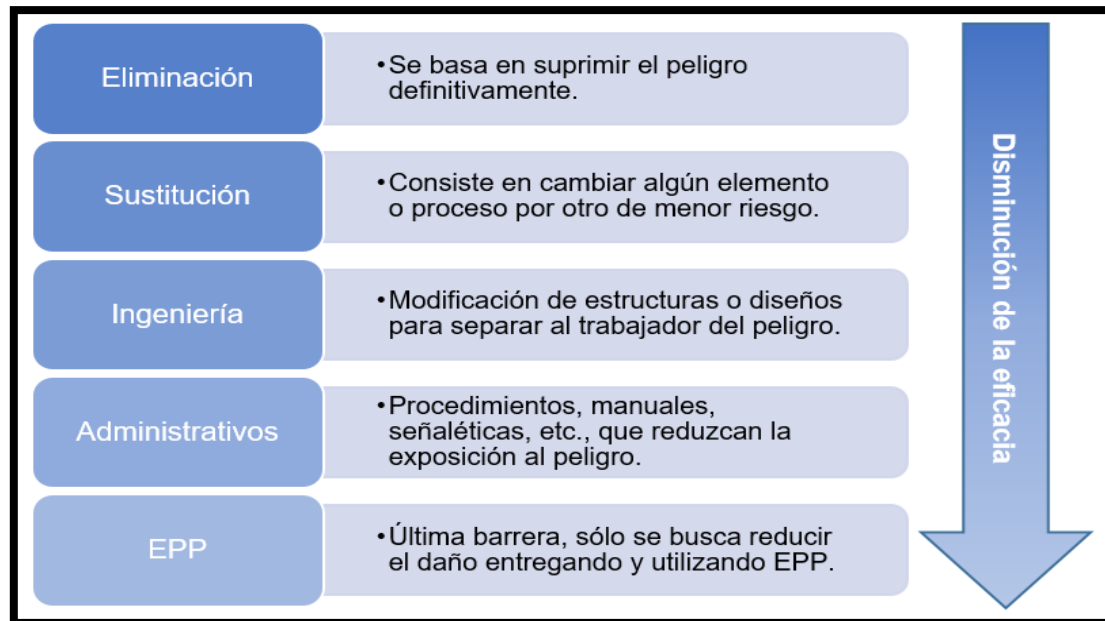 Eliminación
•Se basa en suprimir el peligro
definitivamente.
Sustitución
•Consiste en cambiar algún elemento
o proceso por otro de menor riesgo.
Ingeniería
•Modificación de estructuras o diseños
para separar al trabajador del peligro.
Administrativos
•Procedimientos, manuales,
señaléticas, etc., que reduzcan la
exposición al peligro.
EPP
•Última barrera, sólo se busca reducir
el daño entregando y utilizando EPP.
Disminución de la eficacia